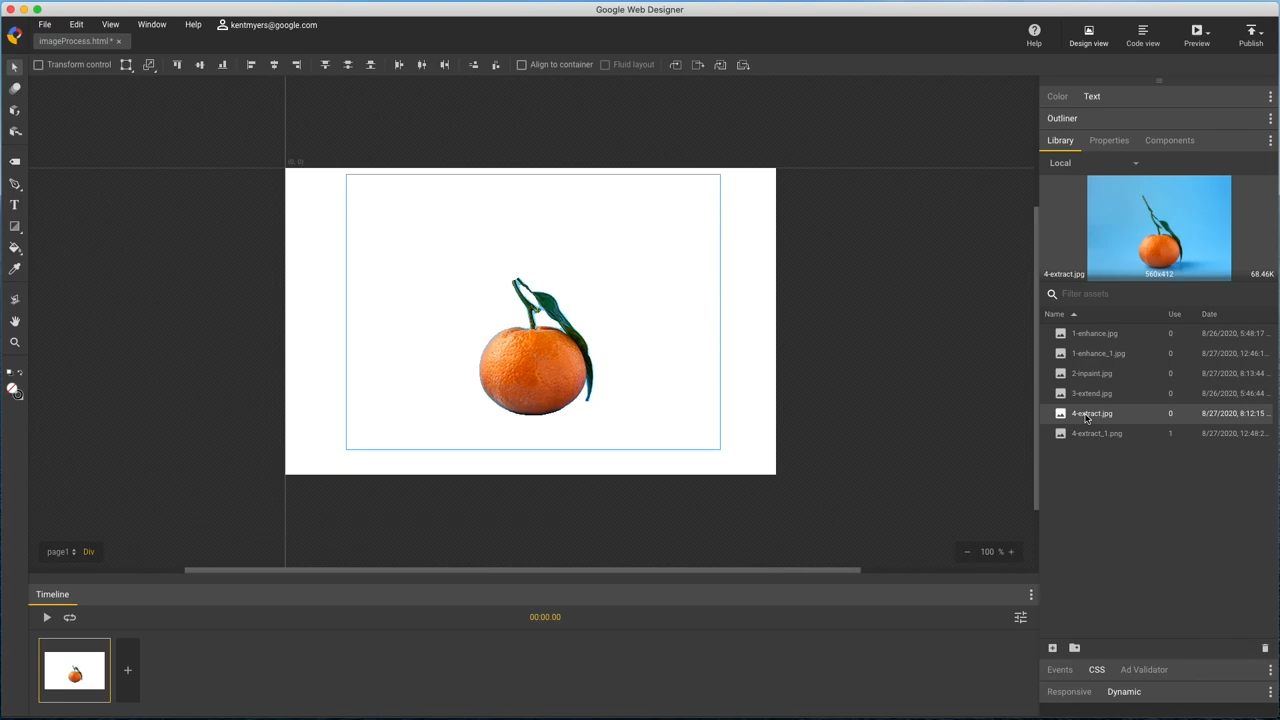 Google Web Designer
File Edit View Window Help kentmyers@google.com
imageProcess.html* ×
Help Design view Code view Preview Publish
Transform control Align to container Fluid layout
Color Text
Outliner
Library Properties Components
Local
4-extract.jpg 560x412 68.46K
Filter assets
Name Use Date
1-enhance.jpg 0 8/26/2020, 5:48:17 ...
1-enhance_1.jpg 0 8/27/2020, 12:46:1...
2-inpaint.jpg 0 8/27/2020, 8:13:44 ...
3-extend.jpg 0 8/26/2020, 5:46:44 ...
4-extract.jpg 0 8/27/2020, 8:12:15 ...
4-extract_1.png 1 8/27/2020, 12:48:2...
(0, 0)
page1 Div
− 100 % +
Timeline
00:00.00
+
Events CSS Ad Validator
Responsive Dynamic